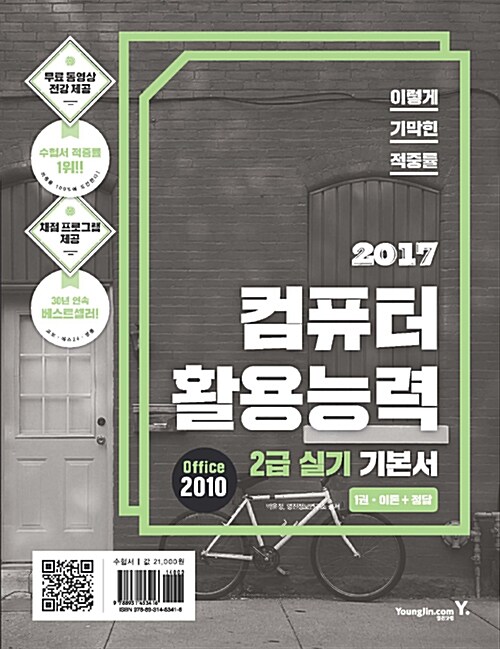 무료 동영상
전강 제공
수험서 적중률
1위!!
채점 프로그램
제공
30년 연속
베스트셀러!
이렇게
기막힌
적중률
2017
컴퓨터
활용능력
Office
2010
2급 실기 기본서
1권 · 이론+정답
수험서 | 값 21,000원
YoungJin.com Y.
영진닷컴